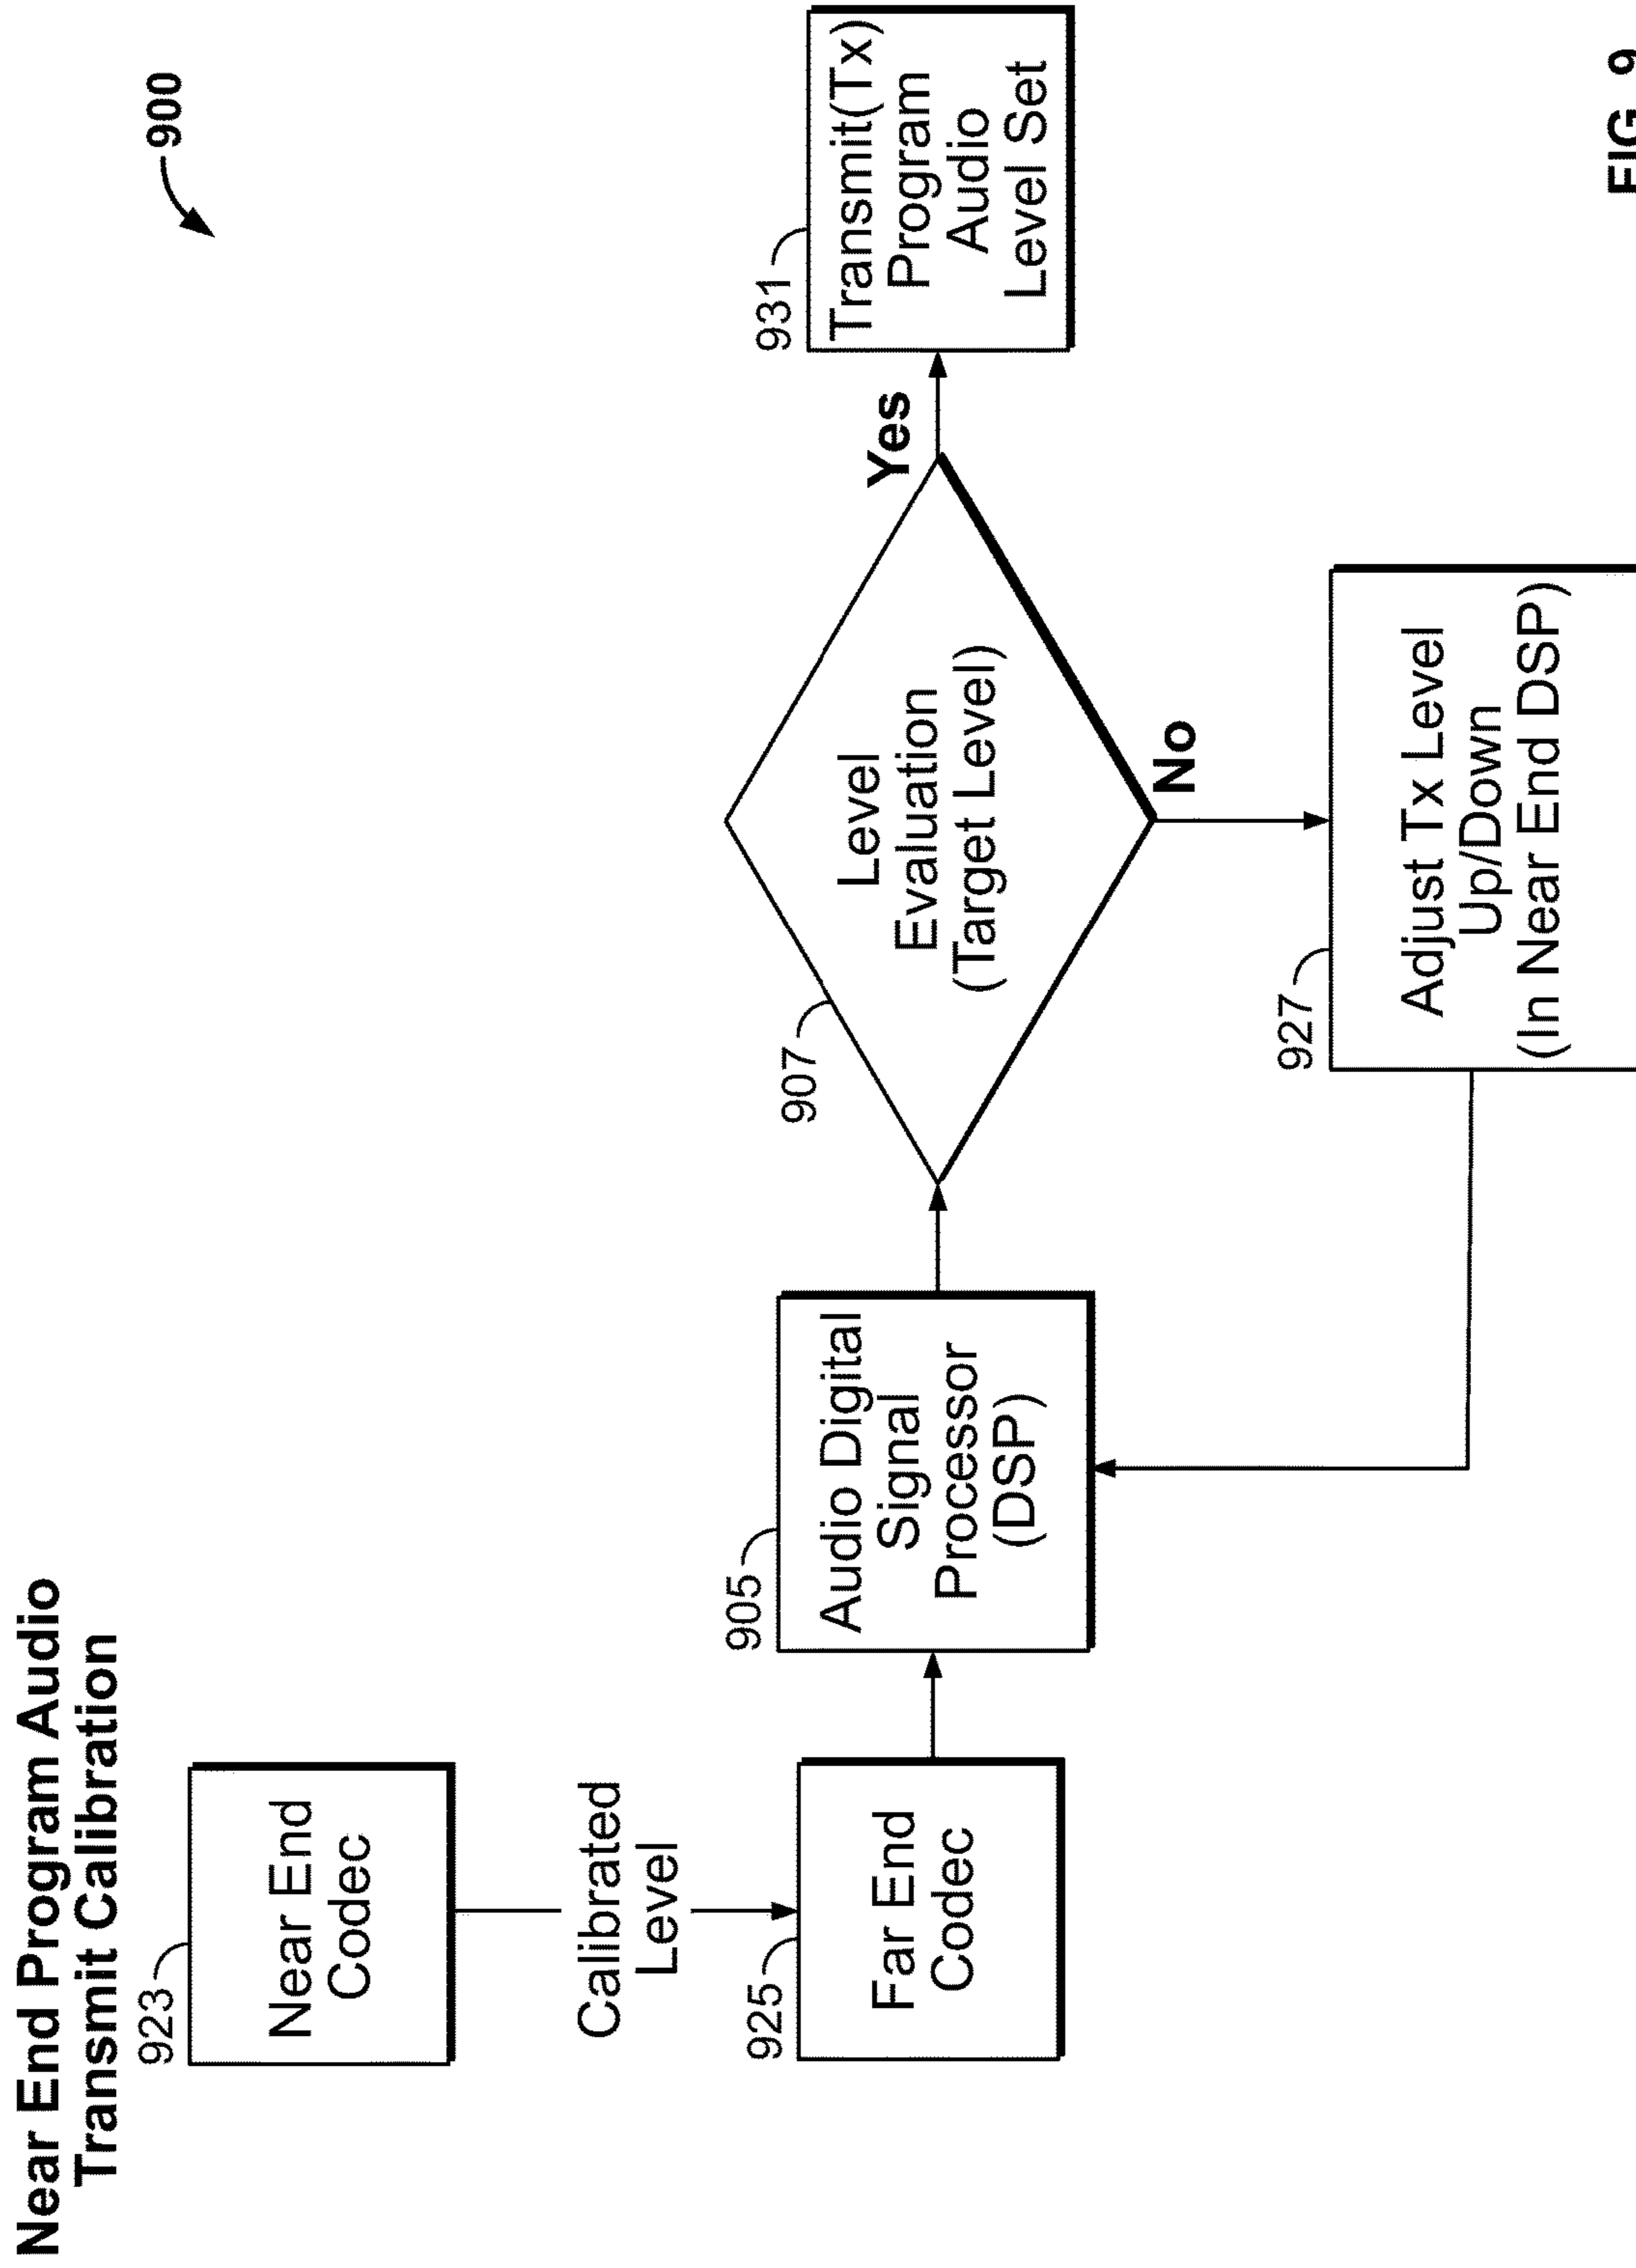 Near End Program Audio
Transmit Calibration
900
923
Near End
Codec
Calibrated
Level
925
Far End
Codec
905
Audio Digital
Signal
Processor
(DSP)
907
Level
Evaluation
(Target Level)
Yes
931
Transmit(Tx)
Program
Audio
Level Set
No
927
Adjust Tx Level
Up/Down
(In Near End DSP)
FIG. 9